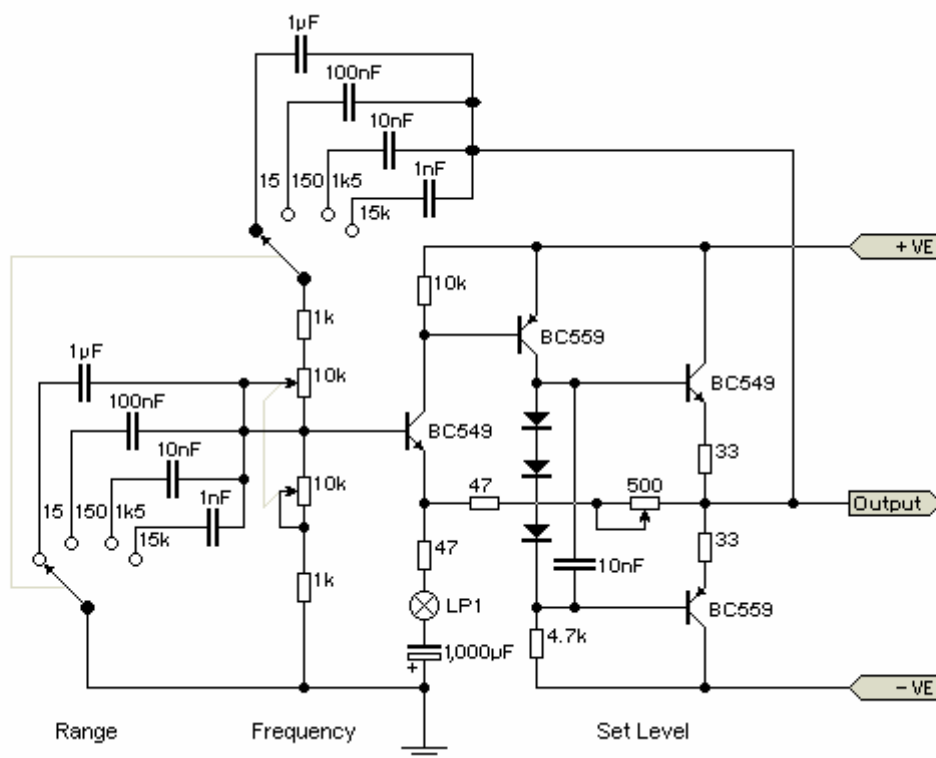 1µF
100nF
10nF
1nF
15
150
1k5
15k
+ VE
10k
1k
BC559
1µF
10k
BC549
100nF
BC549
10nF
33
10k
47
500
1nF
15
150
1k5
15k
Output
33
47
10nF
1k
LP1
BC559
4.7k
1,000µF
+
– VE
Range
Frequency
Set Level